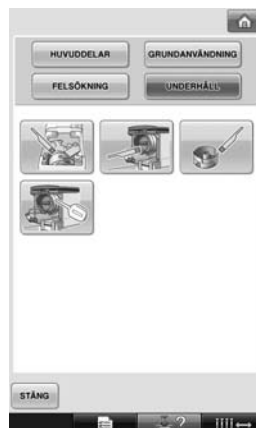 HUVUDDELAR
GRUNDANVÄNDNING
FELSÖKNING
UNDERHÅLL
STÄNG
?